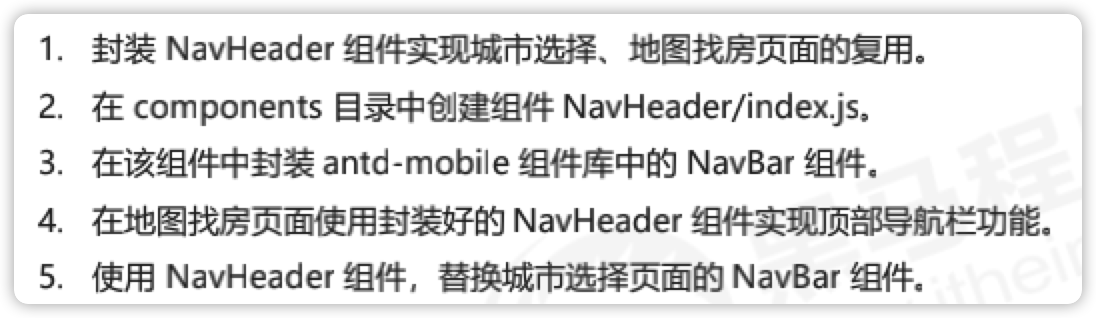 1. 封装 NavHeader 组件实现城市选择、地图找房页面的复用。
2. 在 components 目录中创建组件 NavHeader/index.js。
3. 在该组件中封装 antd-mobile 组件库中的 NavBar 组件。
4. 在地图找房页面使用封装好的 NavHeader 组件实现顶部导航栏功能。
5. 使用 NavHeader 组件，替换城市选择页面的 NavBar 组件。